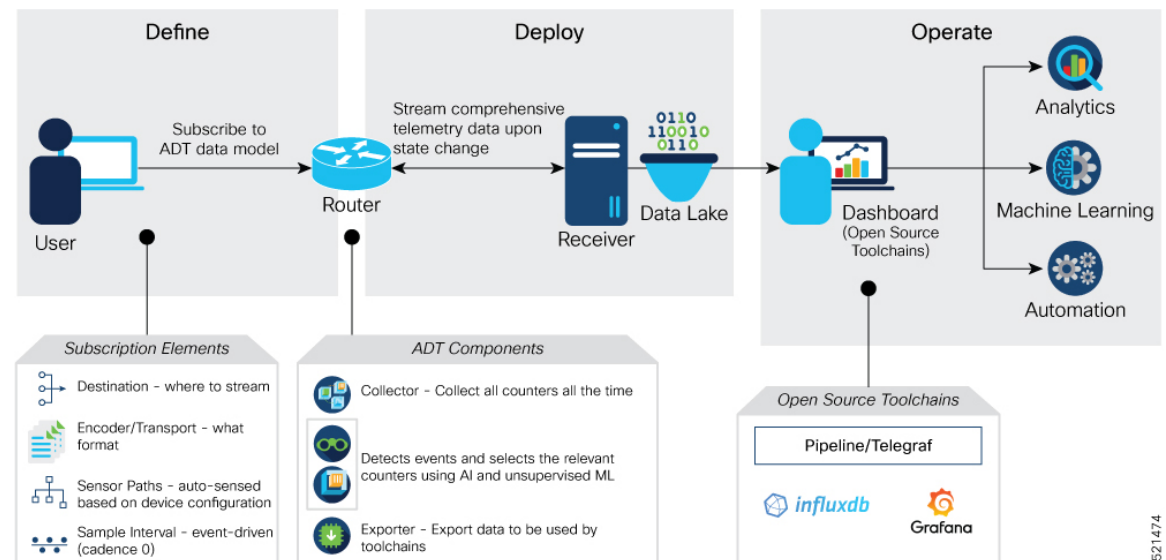 Define
Deploy
Operate
Subscribe to
ADT data model
Stream comprehensive
telemetry data upon
state change
0110
110010
0110
User
Router
Receiver
Data Lake
Dashboard
(Open Source
Toolchains)
Analytics
Machine Learning
Automation
Subscription Elements
Destination - where to stream
Encoder/Transport - what
format
Sensor Paths - auto-sensed
based on device configuration
Sample Interval - event-driven
(cadence 0)
ADT Components
Collector - Collect all counters all the time
Detects events and selects the relevant
counters using AI and unsupervised ML
Exporter - Export data to be used by
toolchains
Open Source Toolchains
Pipeline/Telegraf
influxdb
Grafana
521474